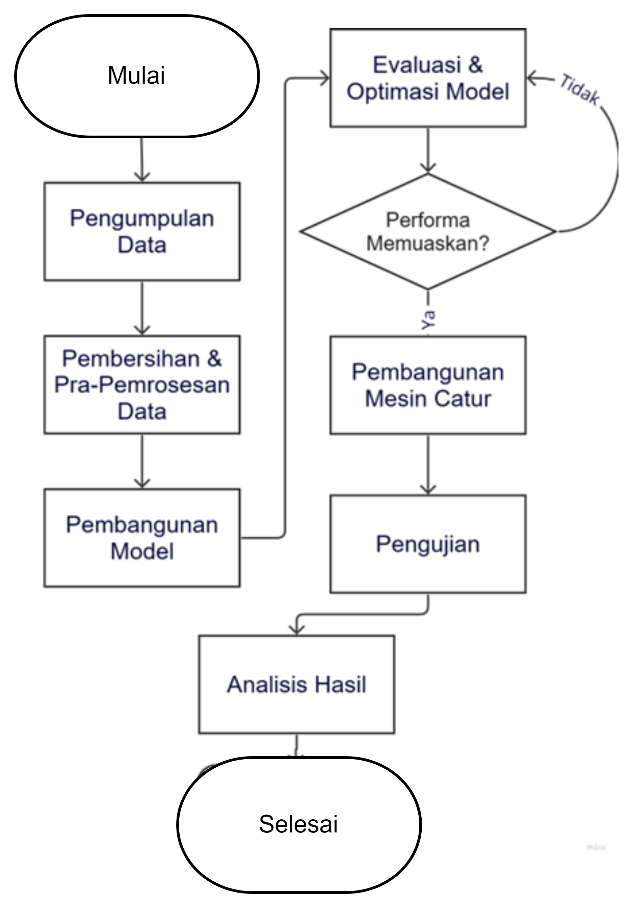 Mulai
Pengumpulan
Data
Pembersihan &
Pra-Pemrosesan
Data
Pembangunan
Model
Evaluasi &
Optimasi Model
Tidak
Performa
Memuaskan?
Ya
Pembangunan
Mesin Catur
Pengujian
Analisis Hasil
Selesai
miro